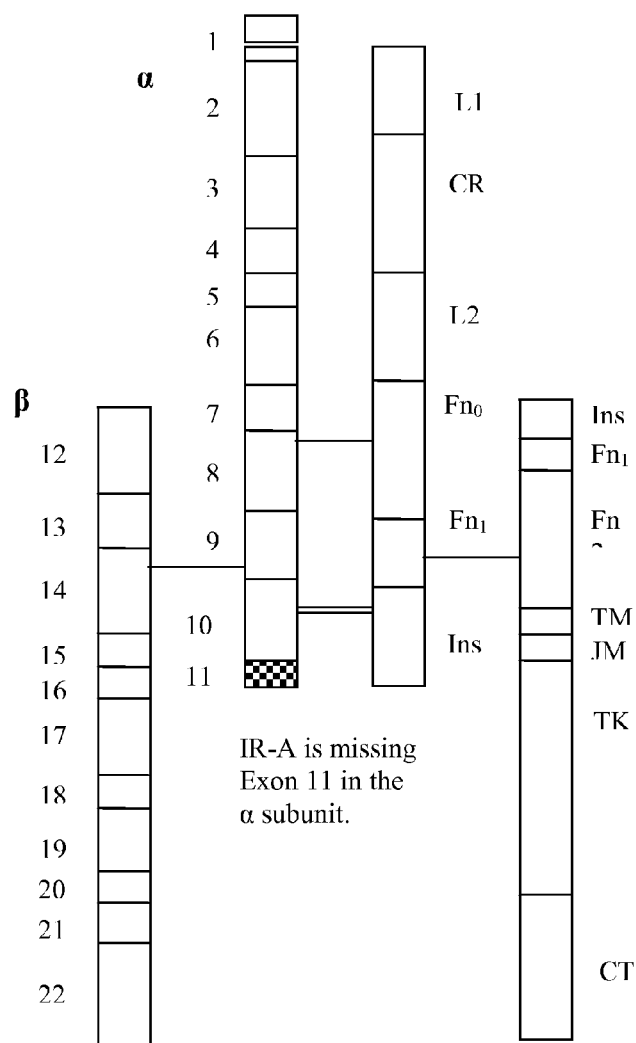 1
α
2
L1
3
CR
4
5
L2
6
β
7
Fn₀
Ins
12
8
Fn₁
13
9
Fn₁
Fn
14
10
TM
15
11
Ins
JM
16
17
TK
IR-A is missing
Exon 11 in the
α subunit.
18
19
20
21
22
CT